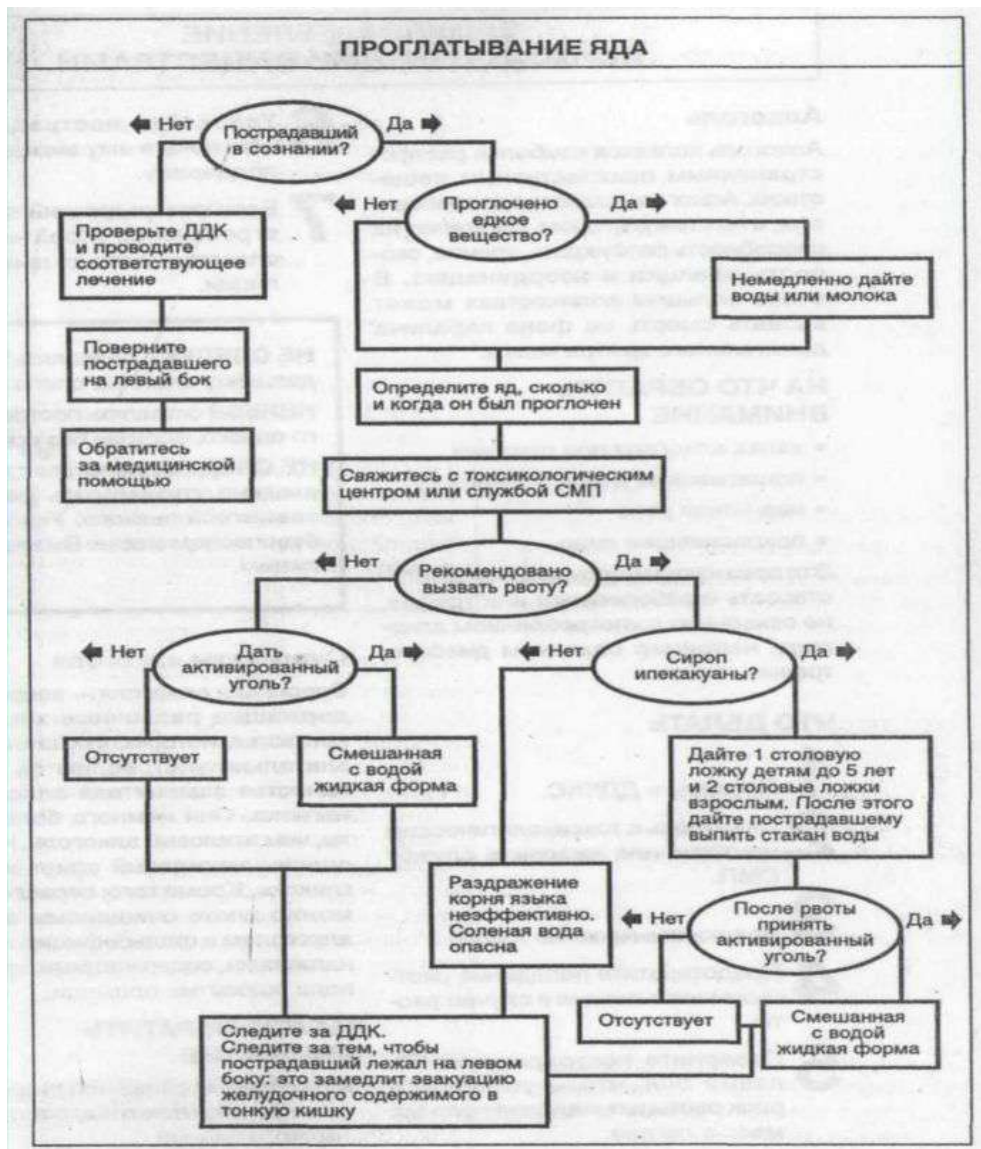 ПРОГЛАТЫВАНИЕ ЯДА
Нет
Пострадавший
в сознании?
Да
Нет
Проглочено
едкое
вещество?
Да
Проверьте ДДК
и проводите
соответствующее
лечение
Немедленно дайте
воды или молока
Поверните
пострадавшего
на левый бок
Определите яд, сколько
и когда он был проглочен
Обратитесь
за медицинской
помощью
Свяжитесь с токсикологическим
центром или службой СМП
Нет
Рекомендовано
вызвать рвоту?
Да
Нет
Дать
активированный
уголь?
Да
Нет
Сироп
ипекакуаны?
Да
Отсутствует
Смешанная
с водой
жидкая форма
Дайте 1 столовую
ложку детям до 5 лет
и 2 столовые ложки
взрослым. После этого
дайте пострадавшему
выпить стакан воды
Раздражение
корня языка
неэффективно.
Соленая вода
опасна
Нет
После рвоты
принять
активированный
уголь?
Да
Отсутствует
Смешанная
с водой
жидкая форма
Следите за ДДК.
Следите за тем, чтобы
пострадавший лежал на левом
боку: это замедлит эвакуацию
желудочного содержимого в
тонкую кишку